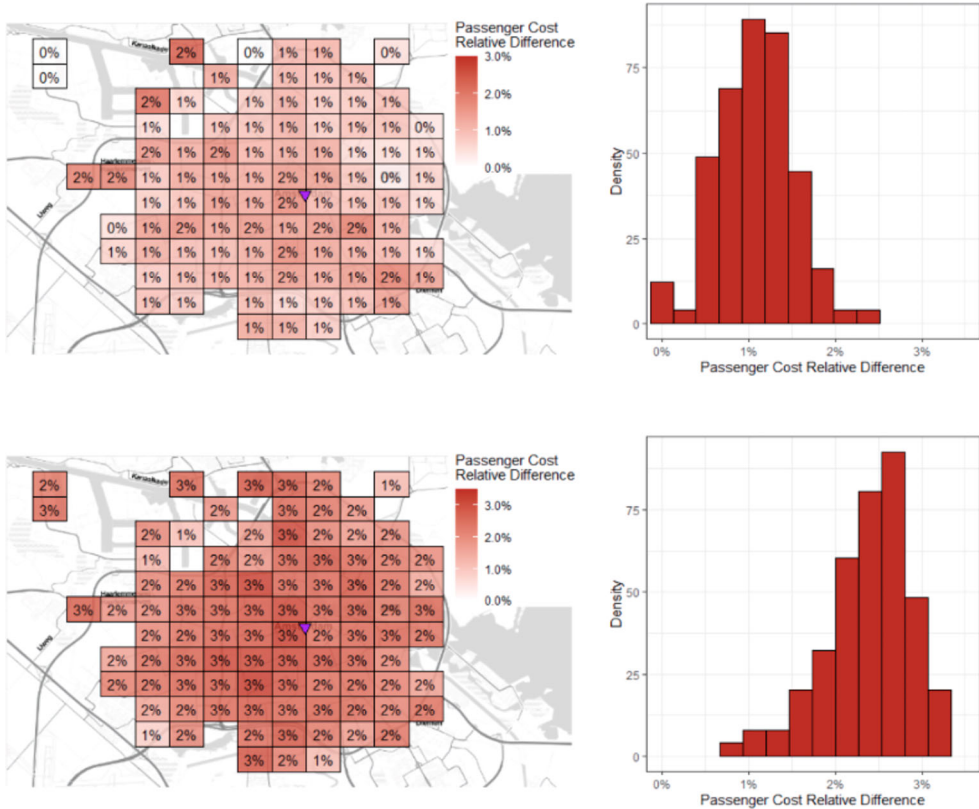 Passenger Cost
Relative Difference
3.0%
2.0%
1.0%
0.0%
0% 2% 0% 1% 1% 0%
0% 1% 1% 1% 1%
2% 1% 1% 1% 1% 1% 1%
1% 1% 1% 1% 1% 1% 1% 0%
2% 1% 2% 1% 1% 1% 1% 1% 1%
2% 2% 1% 1% 1% 1% 2% 1% 1% 0% 1%
1% 1% 1% 1% 2% 1% 1% 1% 1%
0% 1% 2% 1% 2% 1% 2% 2% 1%
1% 1% 1% 1% 1% 2% 1% 1% 1% 1%
1% 1% 1% 1% 2% 1% 1% 2% 1%
1% 1% 1% 1% 1% 1% 1%
1% 1% 1%
Density
75
50
25
0
0% 1% 2% 3%
Passenger Cost Relative Difference
Passenger Cost
Relative Difference
3.0%
2.0%
1.0%
0.0%
2% 3% 3% 3% 2% 1%
3% 2% 3% 2% 2%
2% 1% 2% 3% 2% 2% 2%
1% 2% 2% 3% 3% 3% 2% 2%
2% 2% 2% 3% 3% 3% 3% 2% 2%
3% 2% 2% 3% 3% 3% 3% 3% 3% 2% 3%
2% 2% 3% 3% 3% 2% 3% 3% 2%
2% 2% 3% 3% 3% 3% 3% 3% 2%
2% 2% 3% 3% 3% 3% 2% 2% 2% 2%
2% 2% 3% 3% 3% 3% 2% 2% 2%
1% 2% 2% 3% 2% 2% 2%
3% 2% 1%
Density
75
50
25
0
0% 1% 2% 3%
Passenger Cost Relative Difference